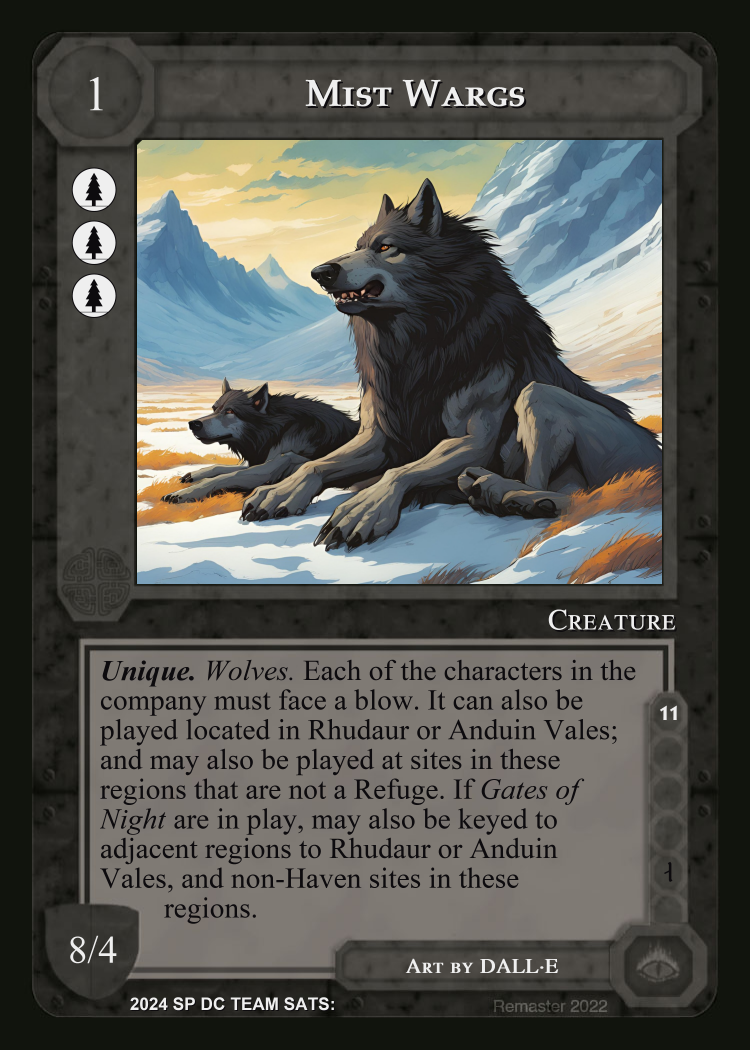 1
Mist Wargs
Creature
Unique. Wolves. Each of the characters in the
company must face a blow. It can also be
played located in Rhudaur or Anduin Vales;
and may also be played at sites in these
regions that are not a Refuge. If Gates of
Night are in play, may also be keyed to
adjacent regions to Rhudaur or Anduin
Vales, and non-Haven sites in these
regions.
11
8/4
Art by DALL·E
2024 SP DC TEAM SATS:
Remaster 2022